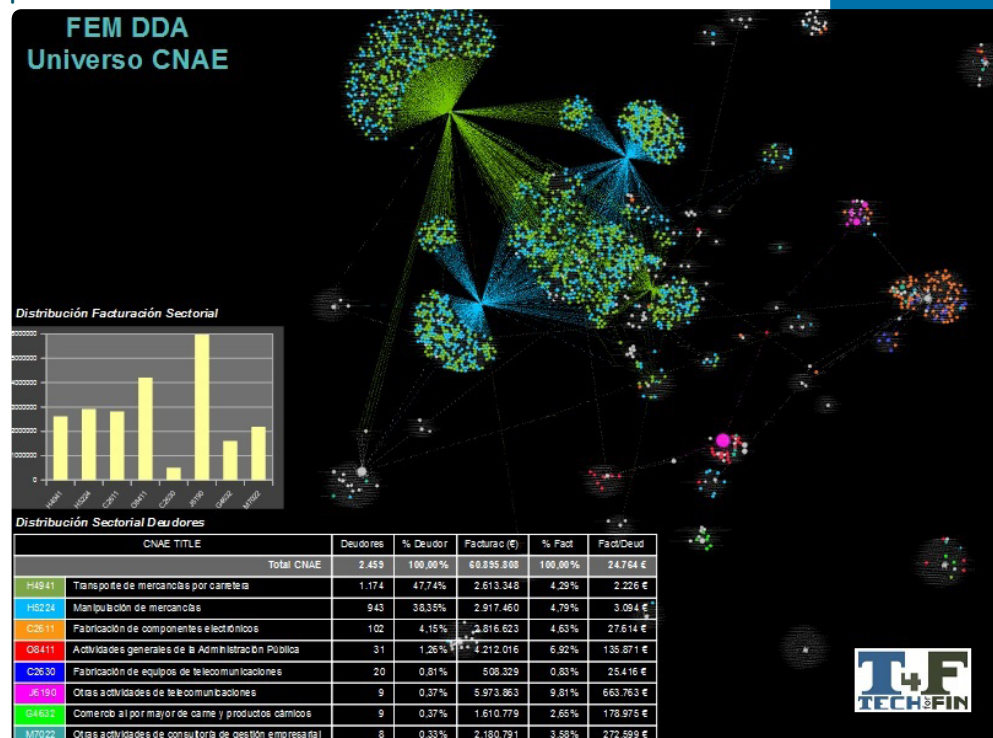 FEM DDA
Universo CNAE
Distribución Facturación Sectorial
6000000
5000000
4000000
3000000
2000000
1000000
0
H4941 H5224 C2611 O8411 C2630 J6190 G4632 M7022
Distribución Sectorial Deudores
CNAE TITLE Deudores % Deudor Facturac (€) % Fact Fact/Deud
Total CNAE 2.459 100,00% 60.895.808 100,00% 24.764 €
H4941 Transporte de mercancías por carretera 1.174 47,74% 2.613.348 4,29% 2.226 €
H5224 Manipulación de mercancías 943 38,35% 2.917.460 4,79% 3.094 €
C2611 Fabricación de componentes electrónicos 102 4,15% 2.816.623 4,63% 27.614 €
O8411 Actividades generales de la Administración Pública 31 1,26% 4.212.016 6,92% 135.871 €
C2630 Fabricación de equipos de telecomunicaciones 20 0,81% 508.329 0,83% 25.416 €
J6190 Otras actividades de telecomunicaciones 9 0,37% 5.973.863 9,81% 663.763 €
G4632 Comercio al por mayor de carne y productos cárnicos 9 0,37% 1.610.779 2,65% 178.975 €
M7022 Otras actividades de consultoría de gestión empresarial 8 0,33% 2.180.791 3,58% 272.599 €
T4F
TECH for FIN